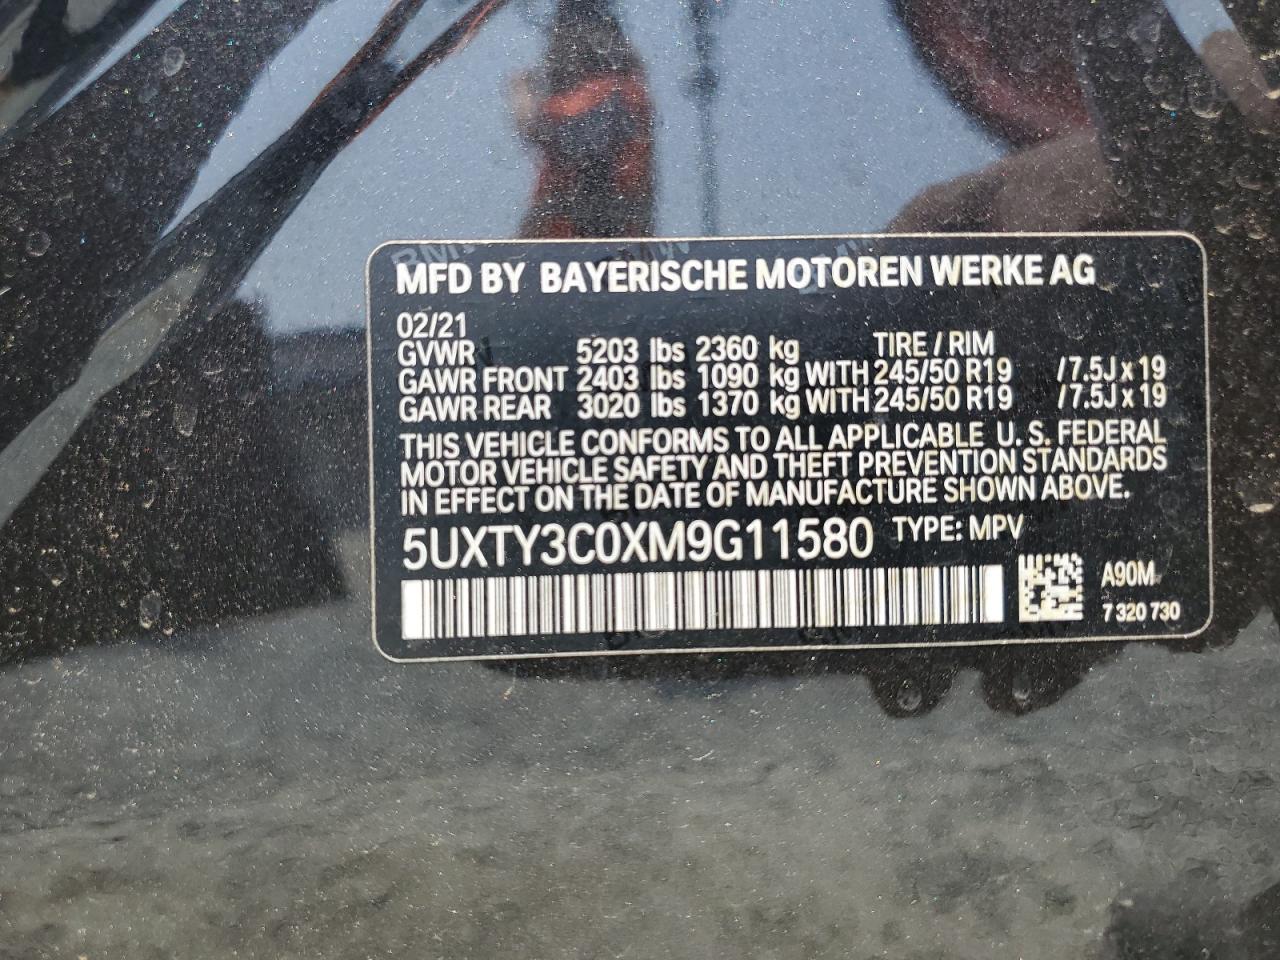 MFD BY BAYERISCHE MOTOREN WERKE AG
02/21
GVWR 5203 lbs 2360 kg TIRE / RIM
GAWR FRONT 2403 lbs 1090 kg WITH 245/50 R19 /7.5J x 19
GAWR REAR 3020 lbs 1370 kg WITH 245/50 R19 /7.5J x 19
THIS VEHICLE CONFORMS TO ALL APPLICABLE U. S. FEDERAL
MOTOR VEHICLE SAFETY AND THEFT PREVENTION STANDARDS
IN EFFECT ON THE DATE OF MANUFACTURE SHOWN ABOVE.
5UXTY3C0XM9G11580 TYPE: MPV
A90M
7 320 730